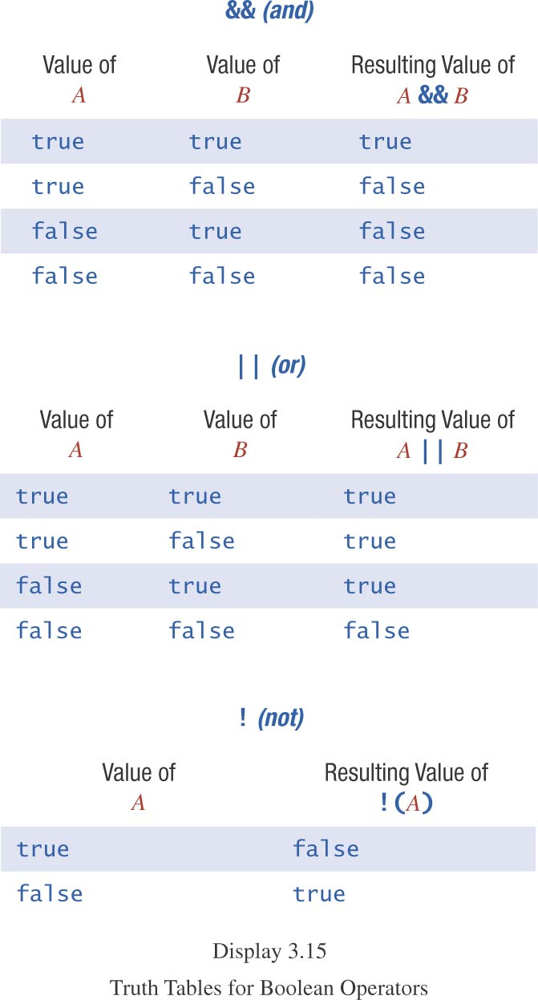 && (and)
Value of Value of Resulting Value of
A B A && B
true true true
true false false
false true false
false false false
|| (or)
Value of Value of Resulting Value of
A B A || B
true true true
true false true
false true true
false false false
! (not)
Value of Resulting Value of
A !(A)
true false
false true
Display 3.15
Truth Tables for Boolean Operators